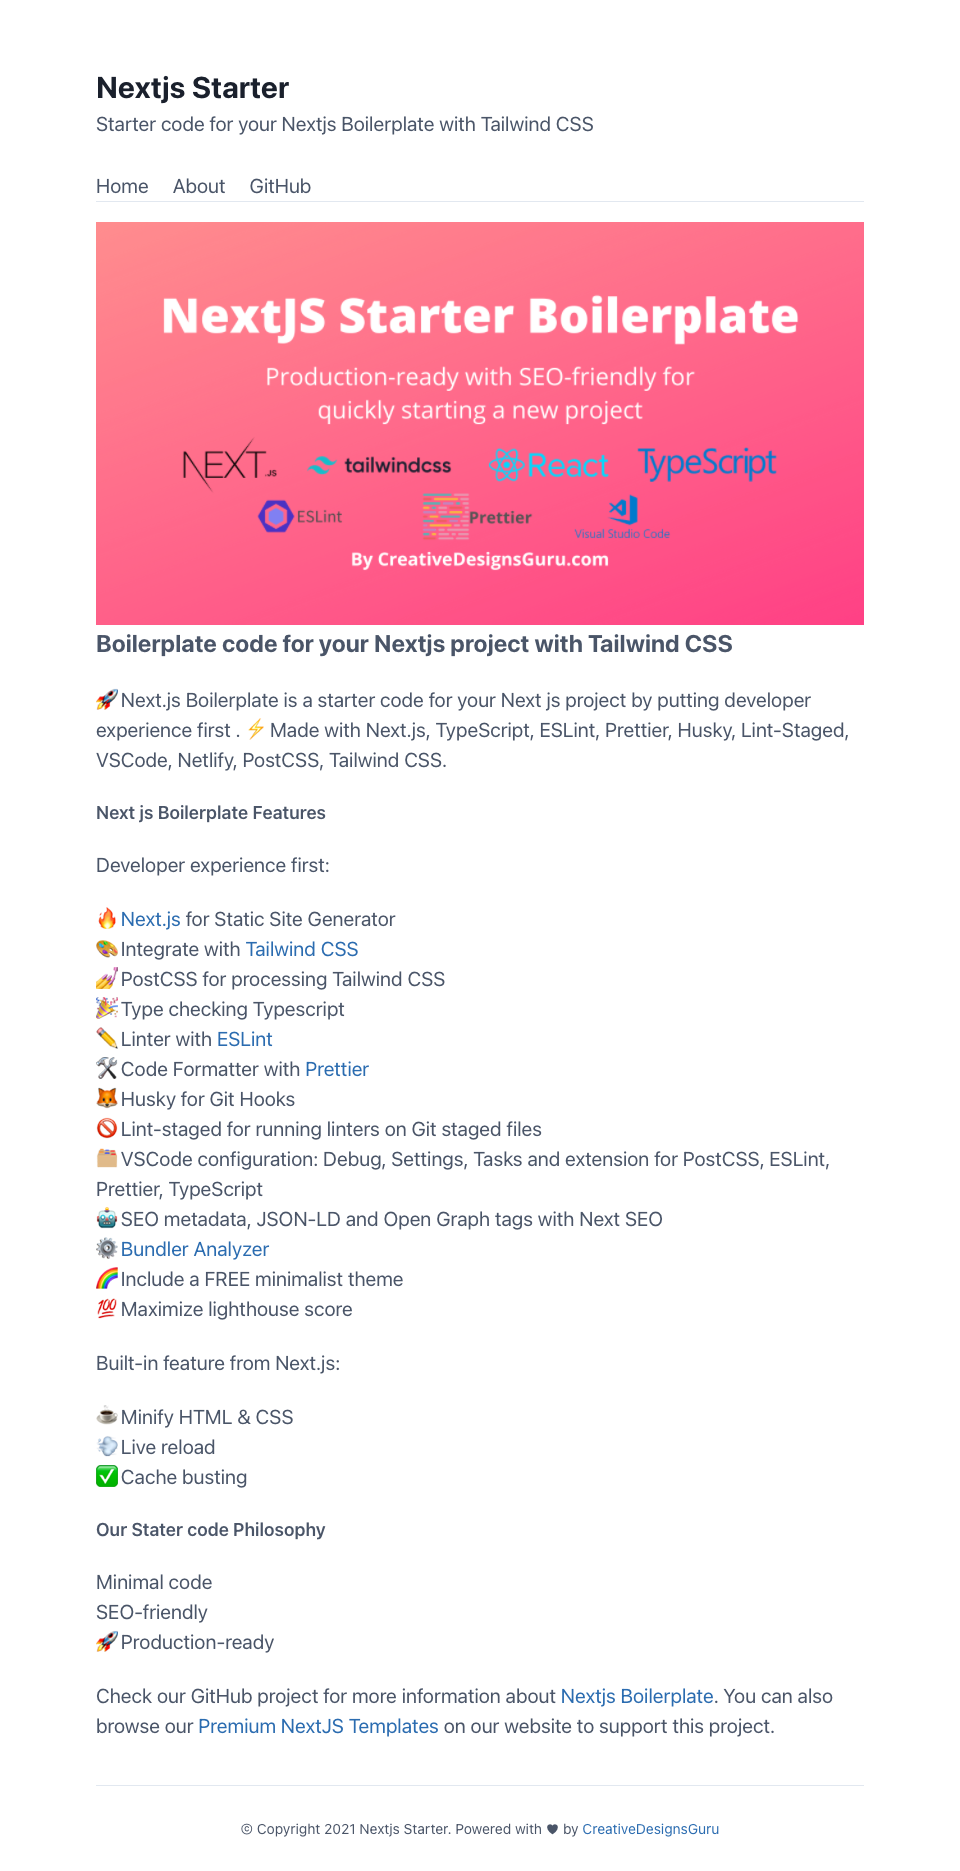 Nextjs Starter
Starter code for your Nextjs Boilerplate with Tailwind CSS
Home About GitHub
NextJS Starter Boilerplate
Production-ready with SEO-friendly for
quickly starting a new project
NEXT.JS tailwindcss React TypeScript
ESLint Prettier Visual Studio Code
By CreativeDesignsGuru.com
Boilerplate code for your Nextjs project with Tailwind CSS
🚀Next.js Boilerplate is a starter code for your Next js project by putting developer
experience first . ⚡️Made with Next.js, TypeScript, ESLint, Prettier, Husky, Lint-Staged,
VSCode, Netlify, PostCSS, Tailwind CSS.
Next js Boilerplate Features
Developer experience first:
🔥Next.js for Static Site Generator
🎨Integrate with Tailwind CSS
💅PostCSS for processing Tailwind CSS
🎉Type checking Typescript
✏️Linter with ESLint
🛠Code Formatter with Prettier
🦊Husky for Git Hooks
🚫Lint-staged for running linters on Git staged files
🗂VSCode configuration: Debug, Settings, Tasks and extension for PostCSS, ESLint,
Prettier, TypeScript
🤖SEO metadata, JSON-LD and Open Graph tags with Next SEO
⚙️Bundler Analyzer
🌈Include a FREE minimalist theme
💯Maximize lighthouse score
Built-in feature from Next.js:
☕Minify HTML & CSS
💨Live reload
✅Cache busting
Our Stater code Philosophy
Minimal code
SEO-friendly
🚀Production-ready
Check our GitHub project for more information about Nextjs Boilerplate. You can also
browse our Premium NextJS Templates on our website to support this project.
© Copyright 2021 Nextjs Starter. Powered with ♥ by CreativeDesignsGuru